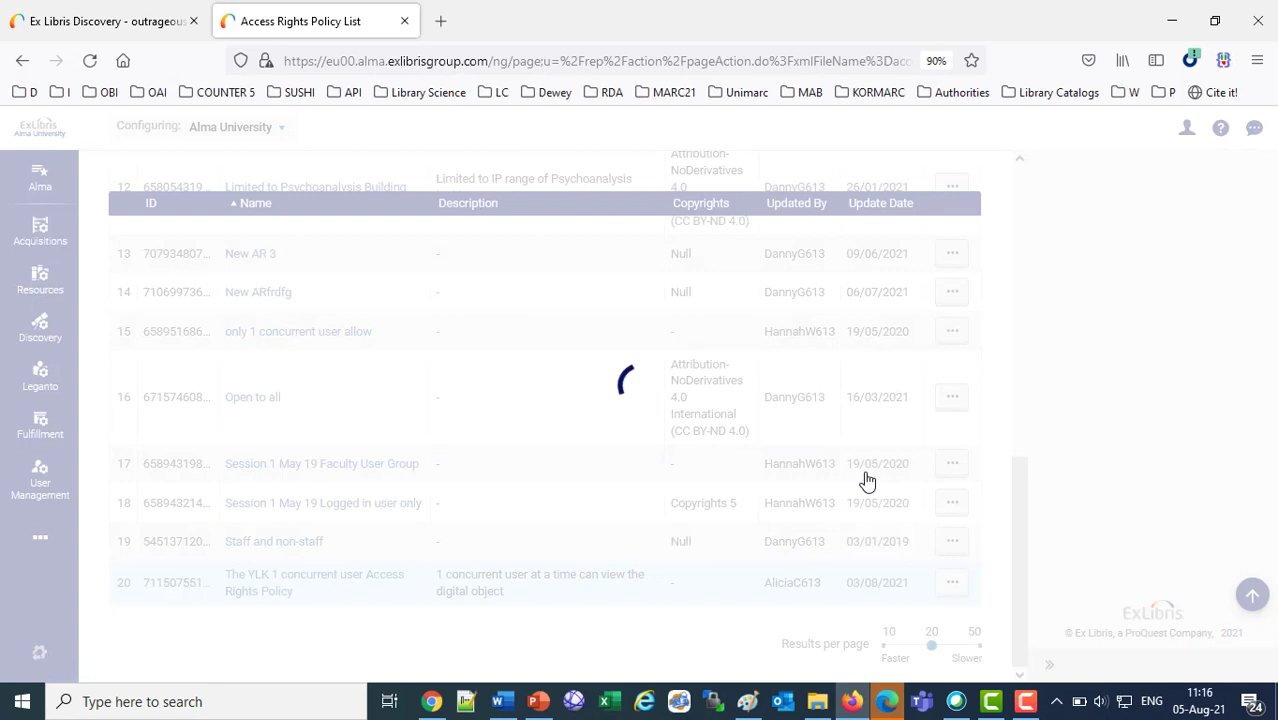 Ex Libris Discovery - outrageous
Access Rights Policy List
https://eu00.alma.exlibrisgroup.com/ng/page;u=%2Frep%2Faction%2FpageAction.do%3FxmlFileName%3Dacc
90%
D I OBI OAI COUNTER 5 SUSHI API Library Science LC Dewey RDA MARC21 Unimarc MAB KORMARC Authorities Library Catalogs W P Cite it!
ExLibris
Alma University
Configuring: Alma University
Alma
Acquisitions
Resources
Discovery
Leganto
Fulfillment
User
Management
Attribution-
NoDerivatives
4.0
(CC BY-ND 4.0)
12 658054319... Limited to Psychoanalysis Building Limited to IP range of Psychoanalysis DannyG613 26/01/2021
ID Name Description Copyrights Updated By Update Date
13 707934807... New AR 3 - Null DannyG613 09/06/2021
14 710699736... New ARfrdfg - Null DannyG613 06/07/2021
15 658951686... only 1 concurrent user allow - - HannahW613 19/05/2020
16 671574608... Open to all - Attribution-
NoDerivatives
4.0
International
(CC BY-ND 4.0) DannyG613 16/03/2021
17 658943198... Session 1 May 19 Faculty User Group - - HannahW613 19/05/2020
18 658943214... Session 1 May 19 Logged in user only - Copyrights 5 HannahW613 19/05/2020
19 545137120... Staff and non-staff - Null DannyG613 03/01/2019
20 711507551... The YLK 1 concurrent user Access
Rights Policy 1 concurrent user at a time can view the
digital object - AliciaC613 03/08/2021
Results per page 10 20 50
Faster Slower
ExLibris
© Ex Libris, a ProQuest Company, 2021
Type here to search
ENG
11:16
05-Aug-21
24